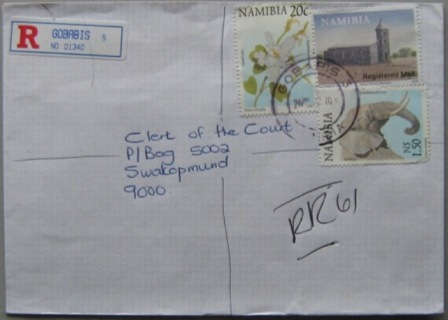 R GOBABIS 5
NO 01340
NAMIBIA 20c
NAMIBIA
Registered Mail
GOBABIS
NAMIBIA
N$ 1.50
Clerk of the Court
P/Bag 5002
Swakopmund
9000
RR61